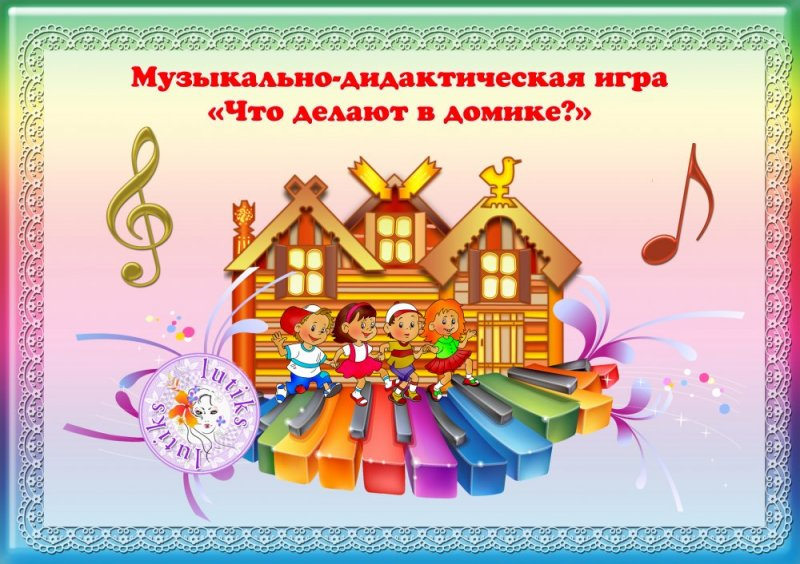 Музыкально-дидактическая игра
«Что делают в домике?»
lutiks
lutiks